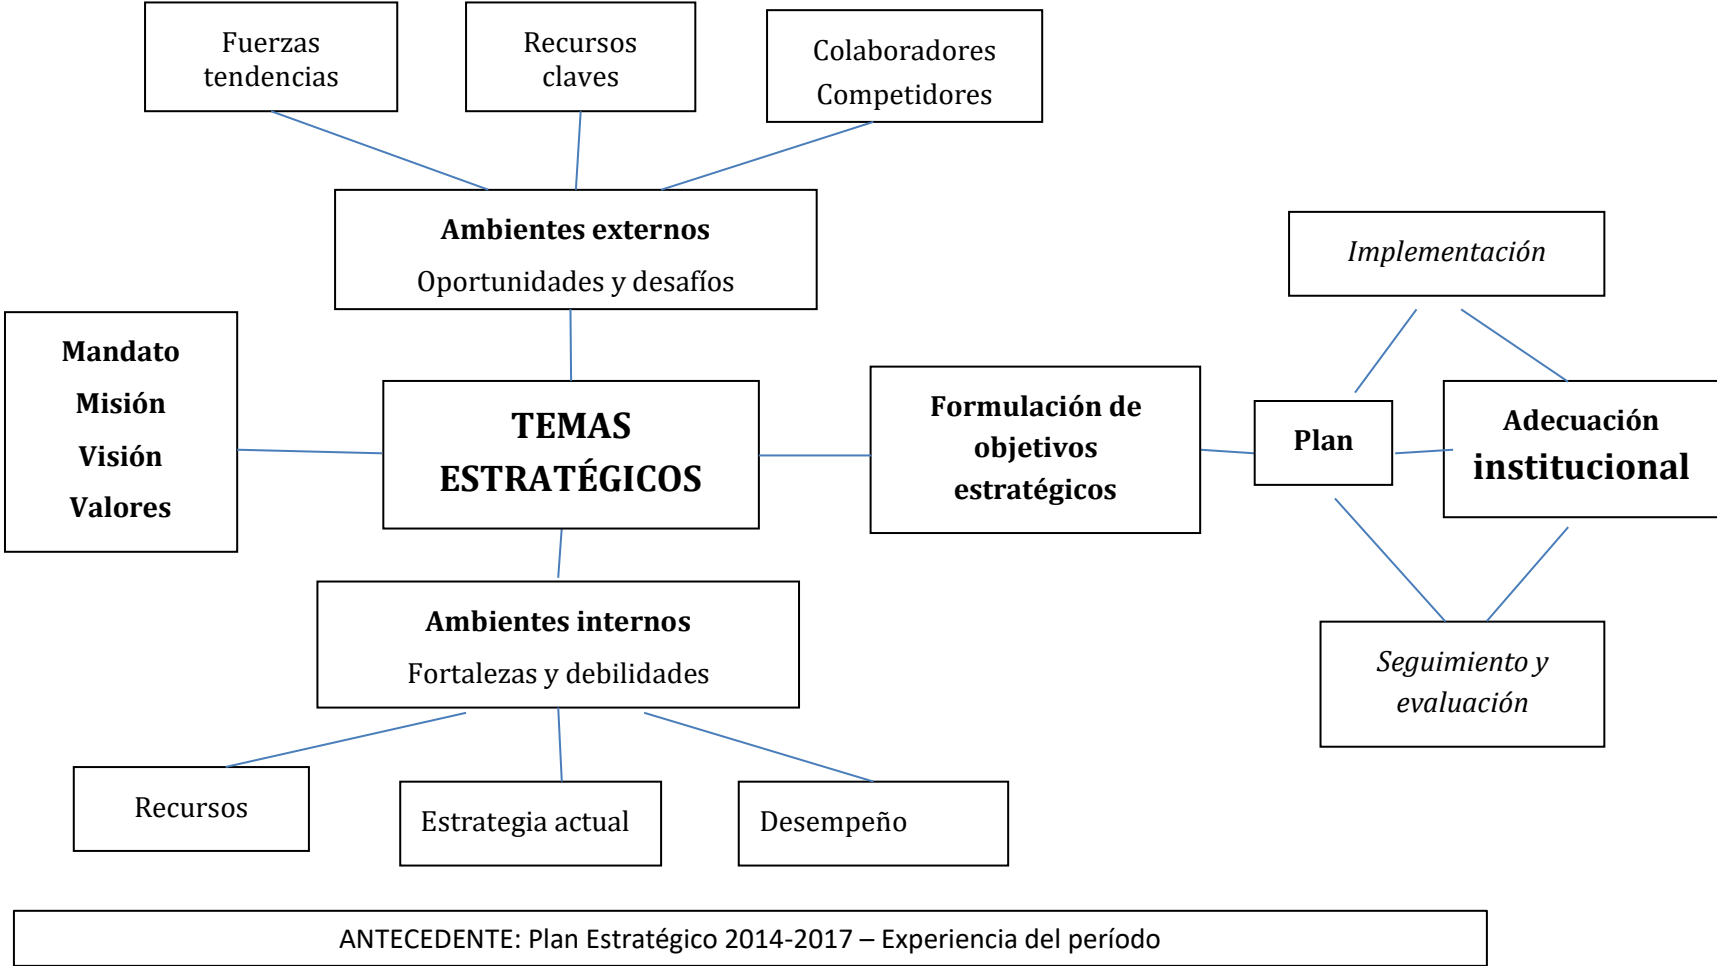 Fuerzas
tendencias
Recursos
claves
Colaboradores
Competidores
Ambientes externos
Oportunidades y desafíos
Implementación
Mandato
Misión
Visión
Valores
TEMAS
ESTRATÉGICOS
Formulación de
objetivos
estratégicos
Plan
Adecuación
institucional
Ambientes internos
Fortalezas y debilidades
Seguimiento y
evaluación
Recursos
Estrategia actual
Desempeño
ANTECEDENTE: Plan Estratégico 2014-2017 – Experiencia del período